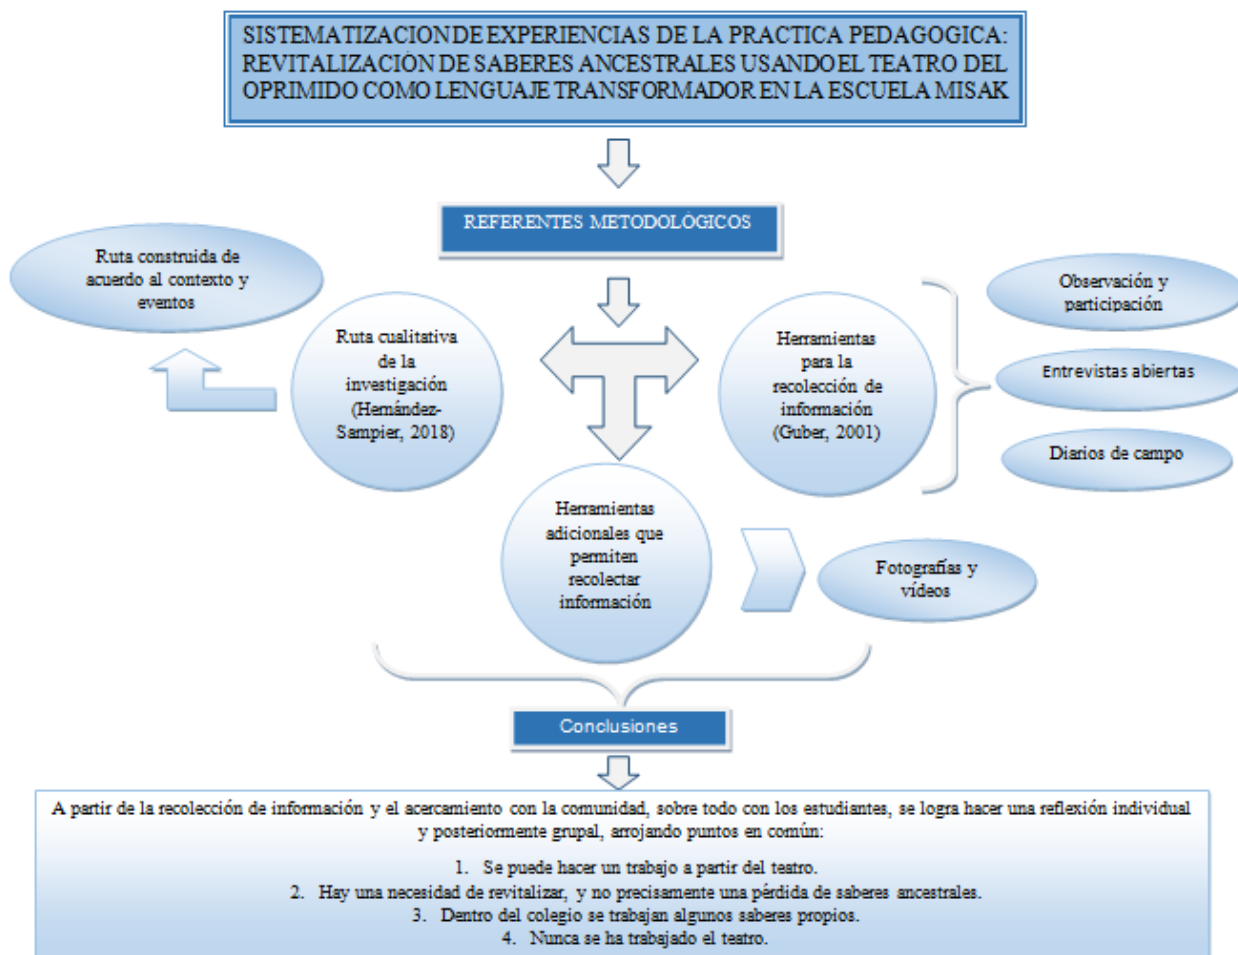 SISTEMATIZACION DE EXPERIENCIAS DE LA PRACTICA PEDAGOGICA:
REVITALIZACIÓN DE SABERES ANCESTRALES USANDO EL TEATRO DEL
OPRIMIDO COMO LENGUAJE TRANSFORMADOR EN LA ESCUELA MISAK
REFERENTES METODOLÓGICOS
Ruta construida de
acuerdo al contexto y
eventos
Ruta cualitativa
de la
investigación
(Hernández-
Sampier, 2018)
Herramientas
para la
recolección de
información
(Guber, 2001)
Observación y
participación
Entrevistas abiertas
Diarios de campo
Herramientas
adicionales que
permiten
recolectar
información
Fotografías y
vídeos
Conclusiones
A partir de la recolección de información y el acercamiento con la comunidad, sobre todo con los estudiantes, se logra hacer una reflexión individual
y posteriormente grupal, arrojando puntos en común:
1. Se puede hacer un trabajo a partir del teatro.
2. Hay una necesidad de revitalizar, y no precisamente una pérdida de saberes ancestrales.
3. Dentro del colegio se trabajan algunos saberes propios.
4. Nunca se ha trabajado el teatro.